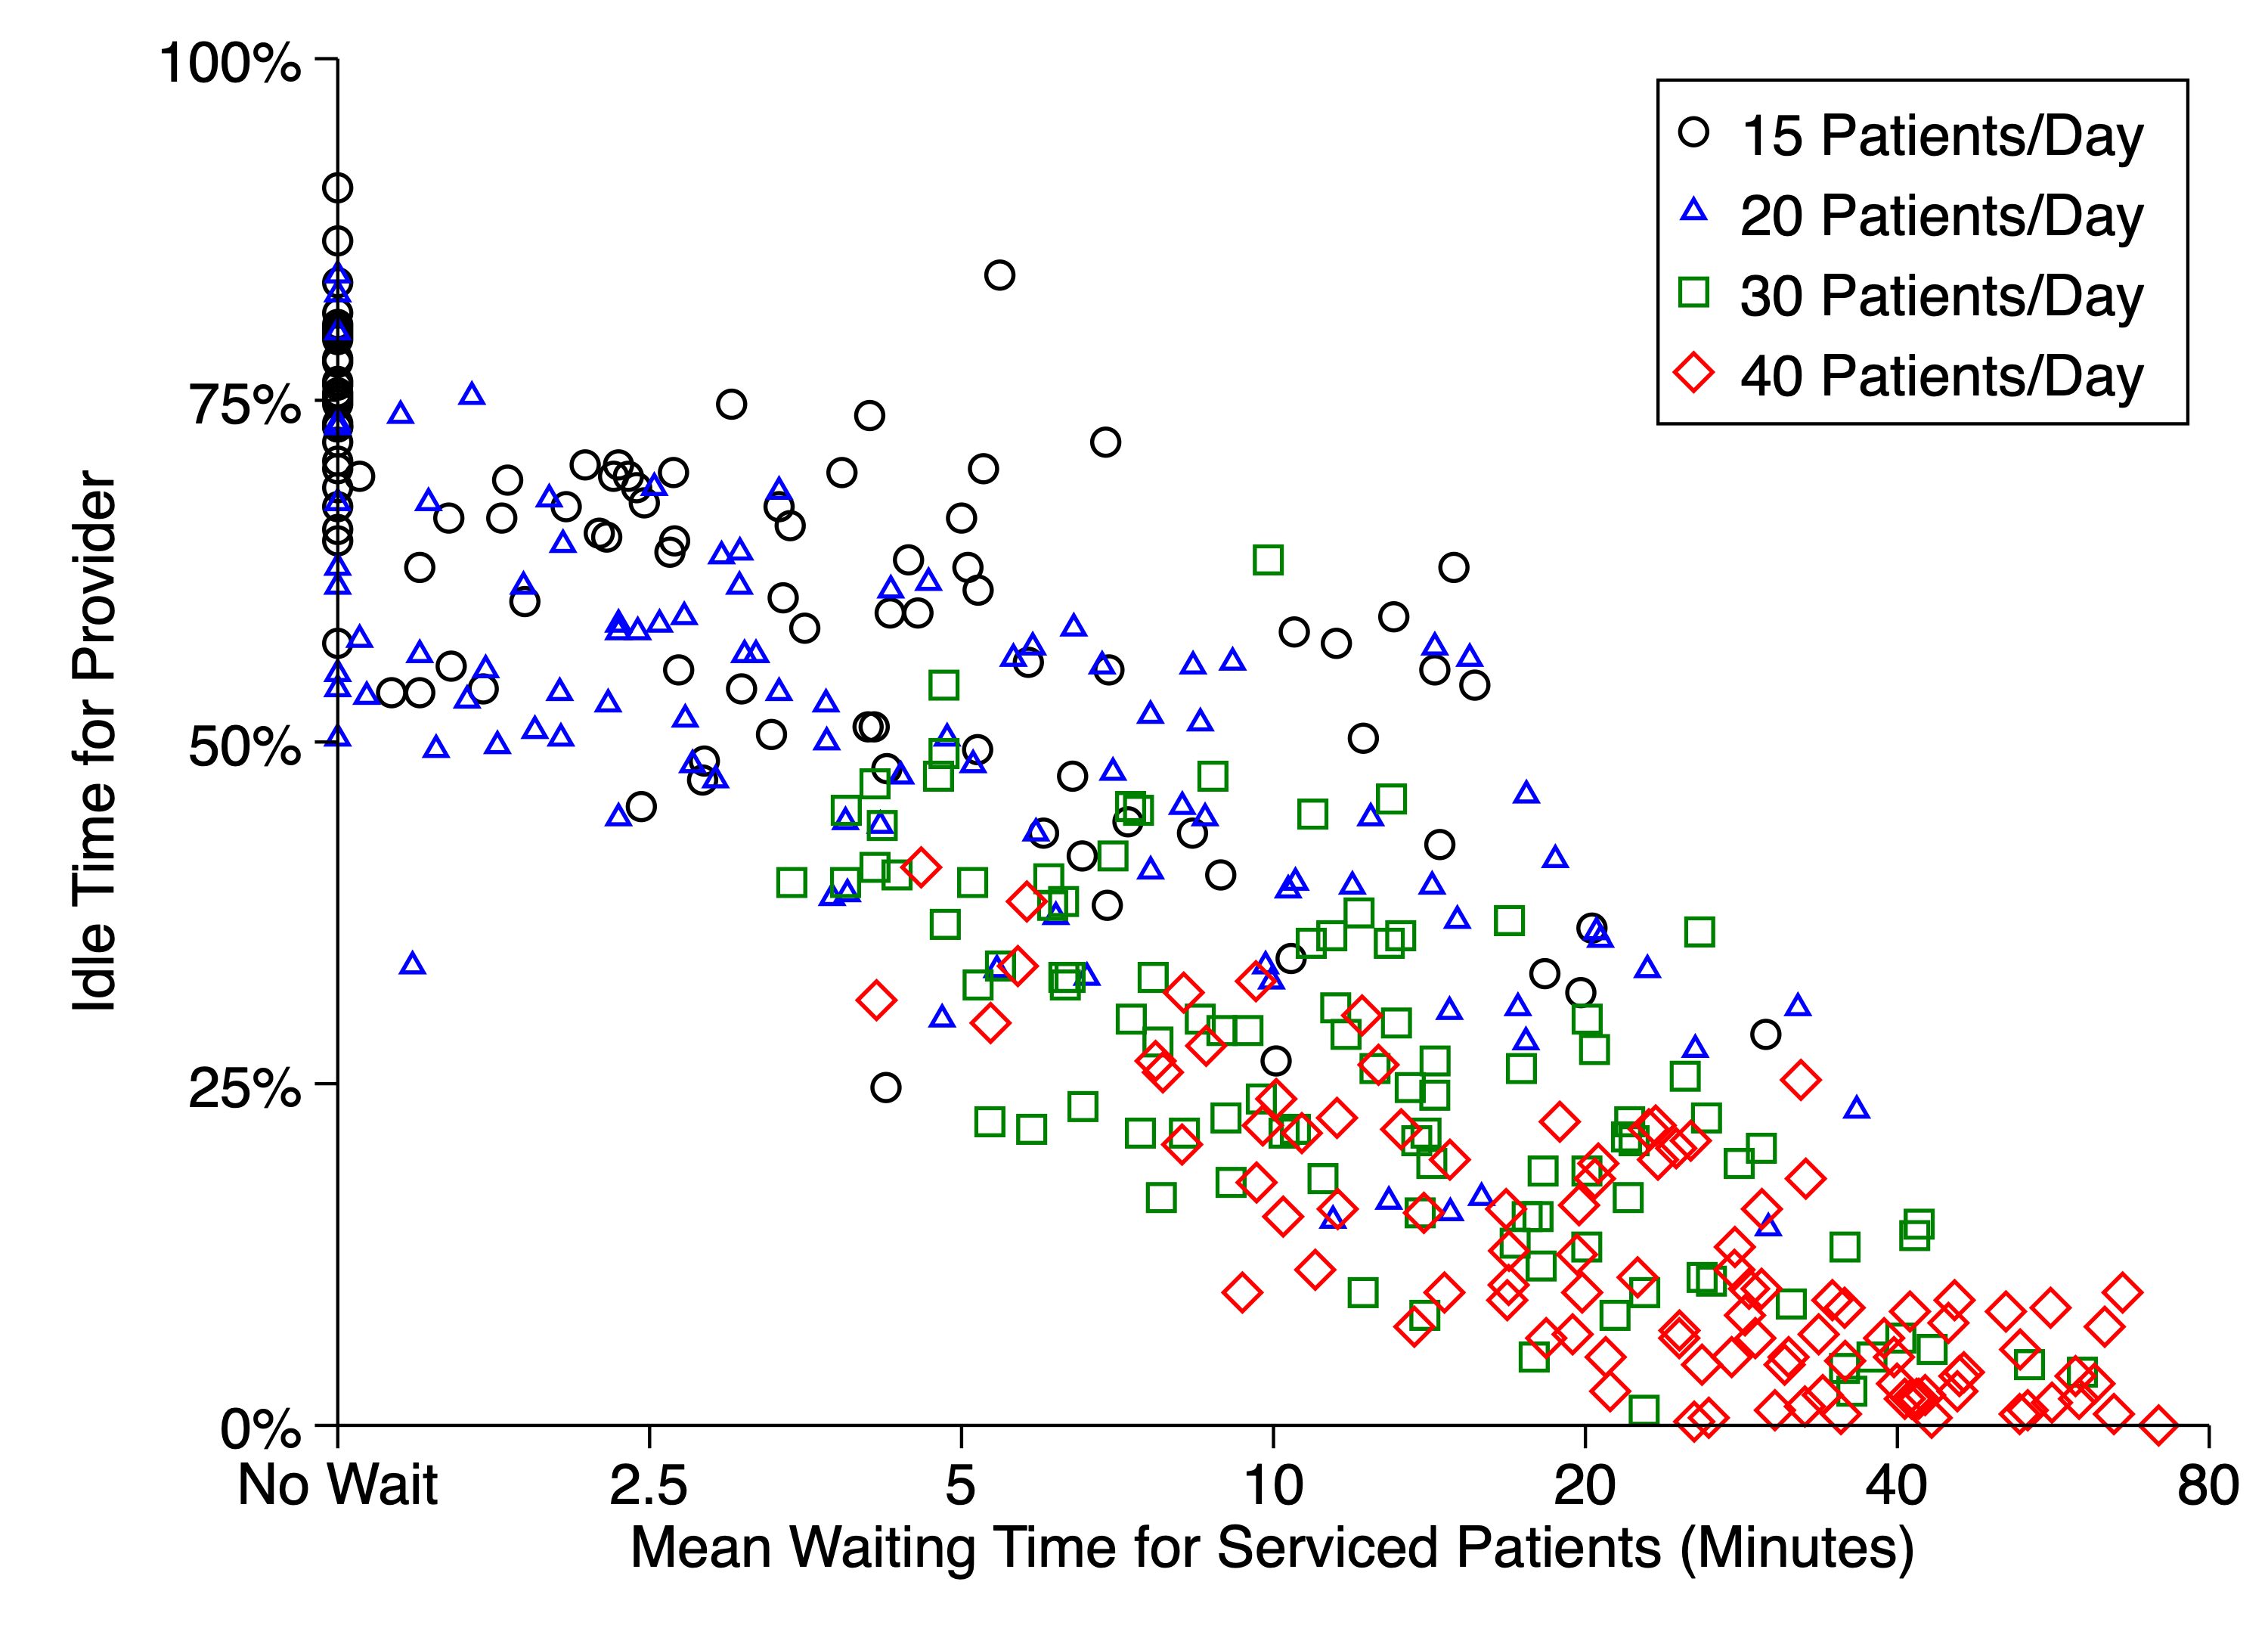 100%
75%
50%
25%
0%
Idle Time for Provider
15 Patients/Day
20 Patients/Day
30 Patients/Day
40 Patients/Day
No Wait 2.5 5 10 20 40 80
Mean Waiting Time for Serviced Patients (Minutes)